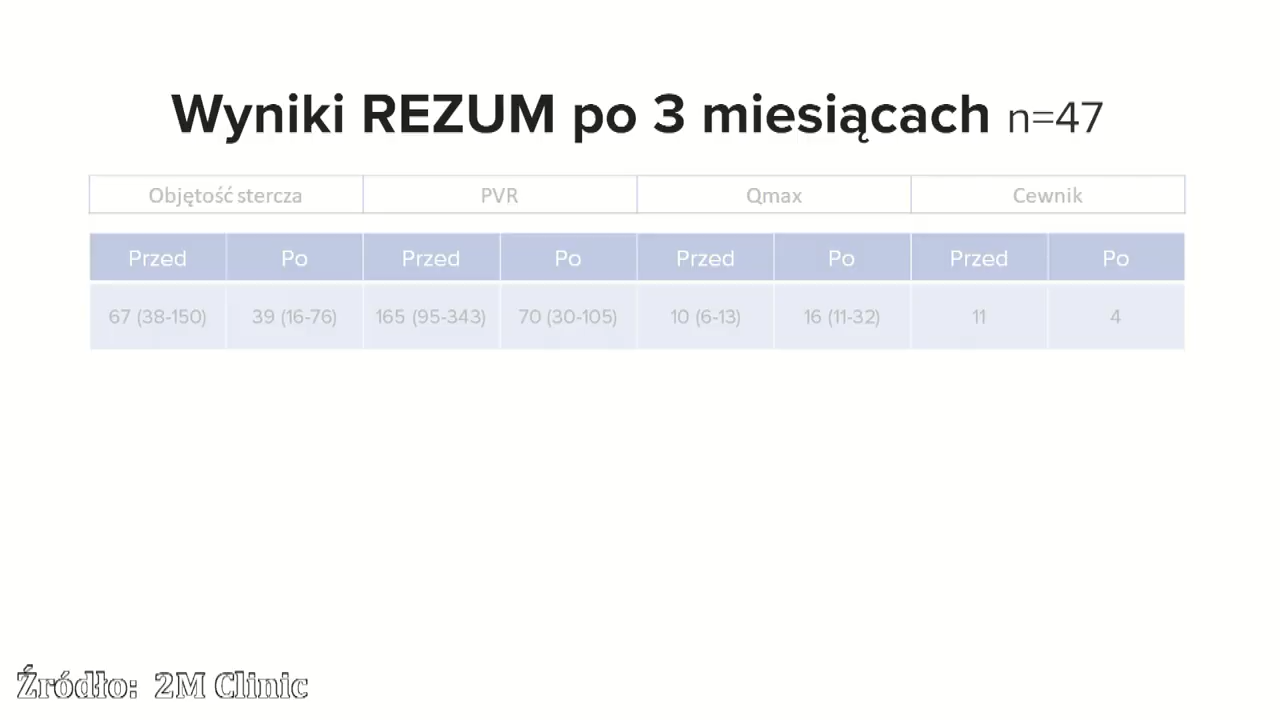 Wyniki REZUM po 3 miesiącach n=47
Objętość stercza PVR Qmax Cewnik
Przed Po Przed Po Przed Po Przed Po
67 (38-150) 39 (16-76) 165 (95-343) 70 (30-105) 10 (6-13) 16 (11-32) 11 4
Źródło: 2M Clinic